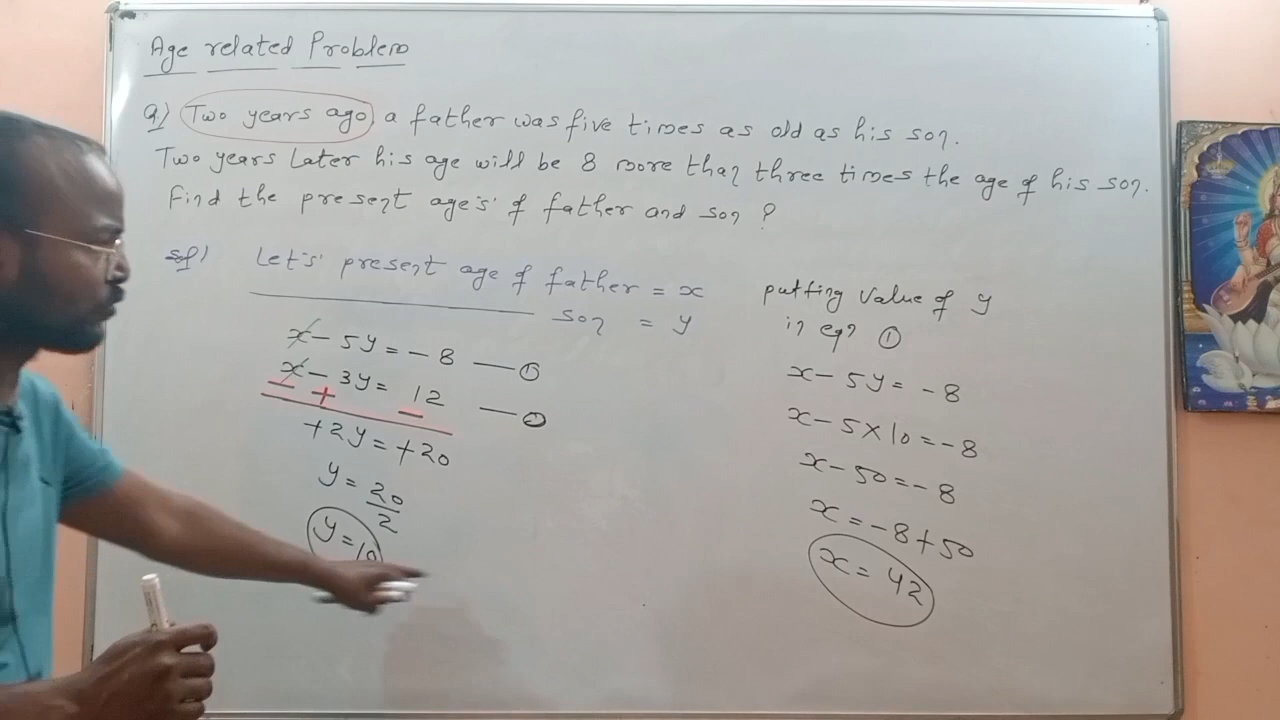 Age related Problem
Q) Two years ago, a father was five times as old as his son.
Two years later his age will be 8 more than three times the age of his son.
Find the present age's of father and son ?
Sol) Let's present age of father = x
son = y
x - 5y = -8 — ①
x - 3y = 12 — ②
- + -
+2y = +20
y = 20/2
y = 10
putting value of y
in eqn ①
x - 5y = -8
x - 5 × 10 = -8
x - 50 = -8
x = -8 + 50
x = 42